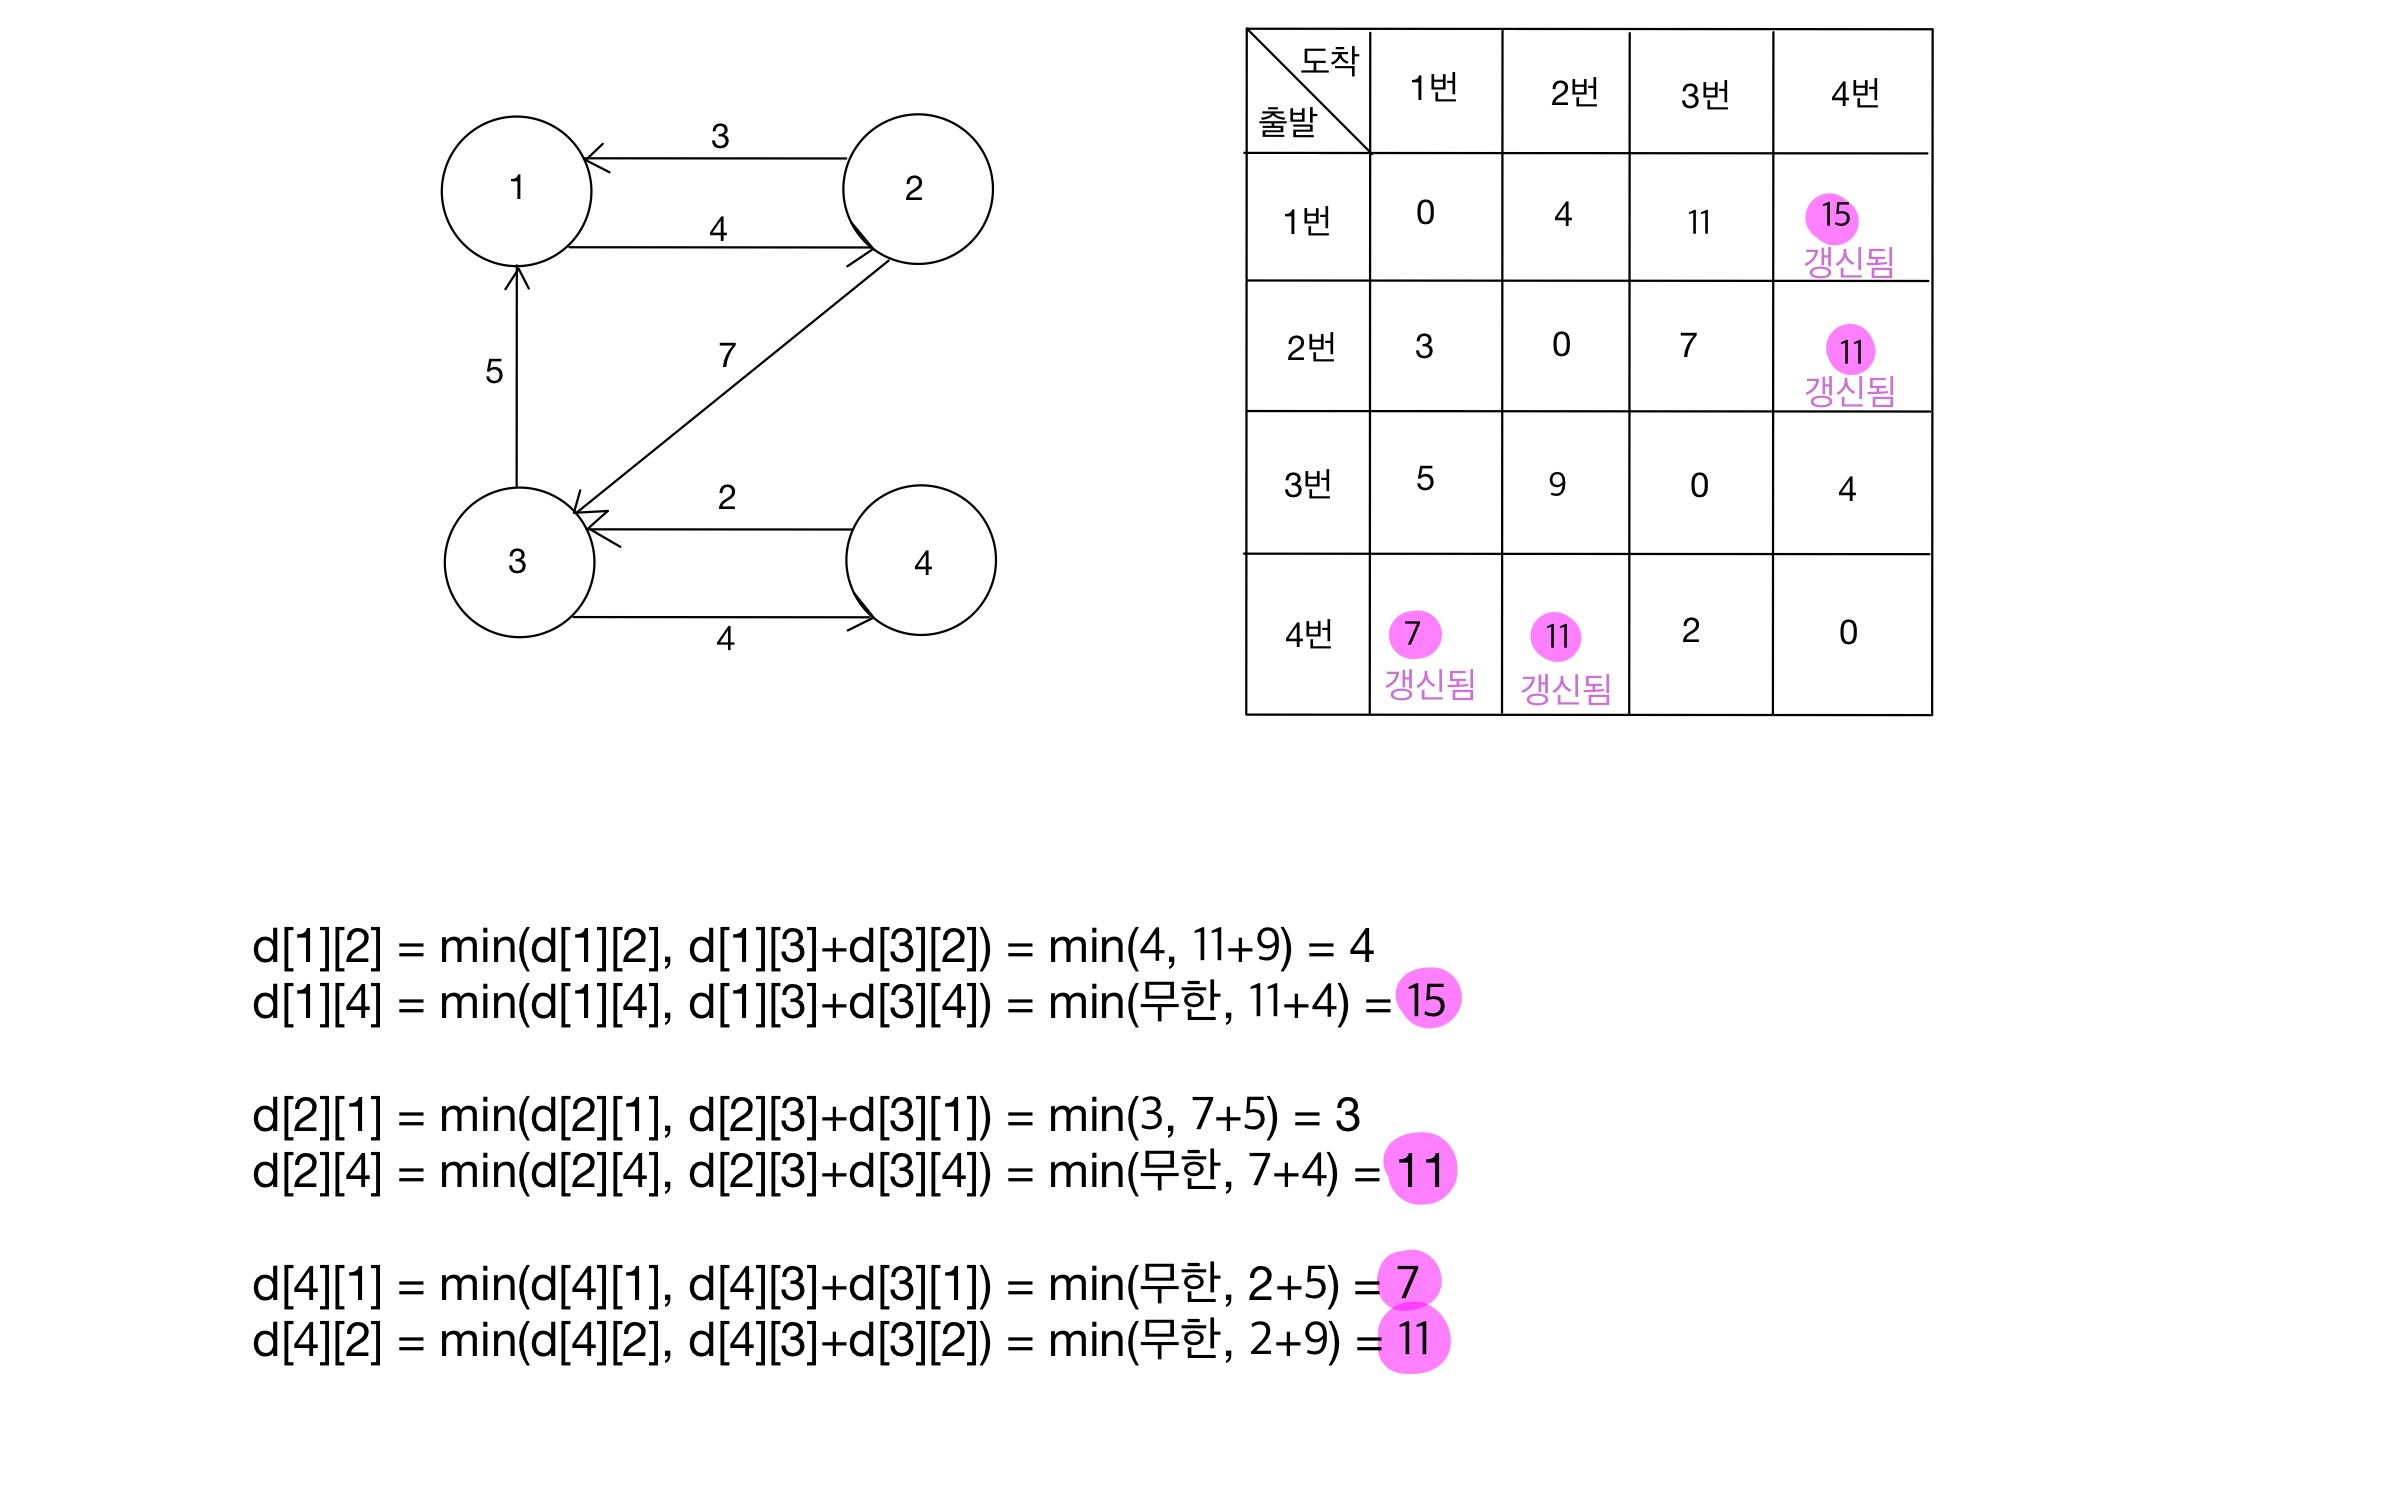 3
1
2
4
7
5
2
3
4
4
도착
출발
1번 2번 3번 4번
1번 0 4 11 15
갱신됨
2번 3 0 7 11
갱신됨
3번 5 9 0 4
4번 7 11 2 0
갱신됨 갱신됨
d[1][2] = min(d[1][2], d[1][3]+d[3][2]) = min(4, 11+9) = 4
d[1][4] = min(d[1][4], d[1][3]+d[3][4]) = min(무한, 11+4) = 15
d[2][1] = min(d[2][1], d[2][3]+d[3][1]) = min(3, 7+5) = 3
d[2][4] = min(d[2][4], d[2][3]+d[3][4]) = min(무한, 7+4) = 11
d[4][1] = min(d[4][1], d[4][3]+d[3][1]) = min(무한, 2+5) = 7
d[4][2] = min(d[4][2], d[4][3]+d[3][2]) = min(무한, 2+9) = 11